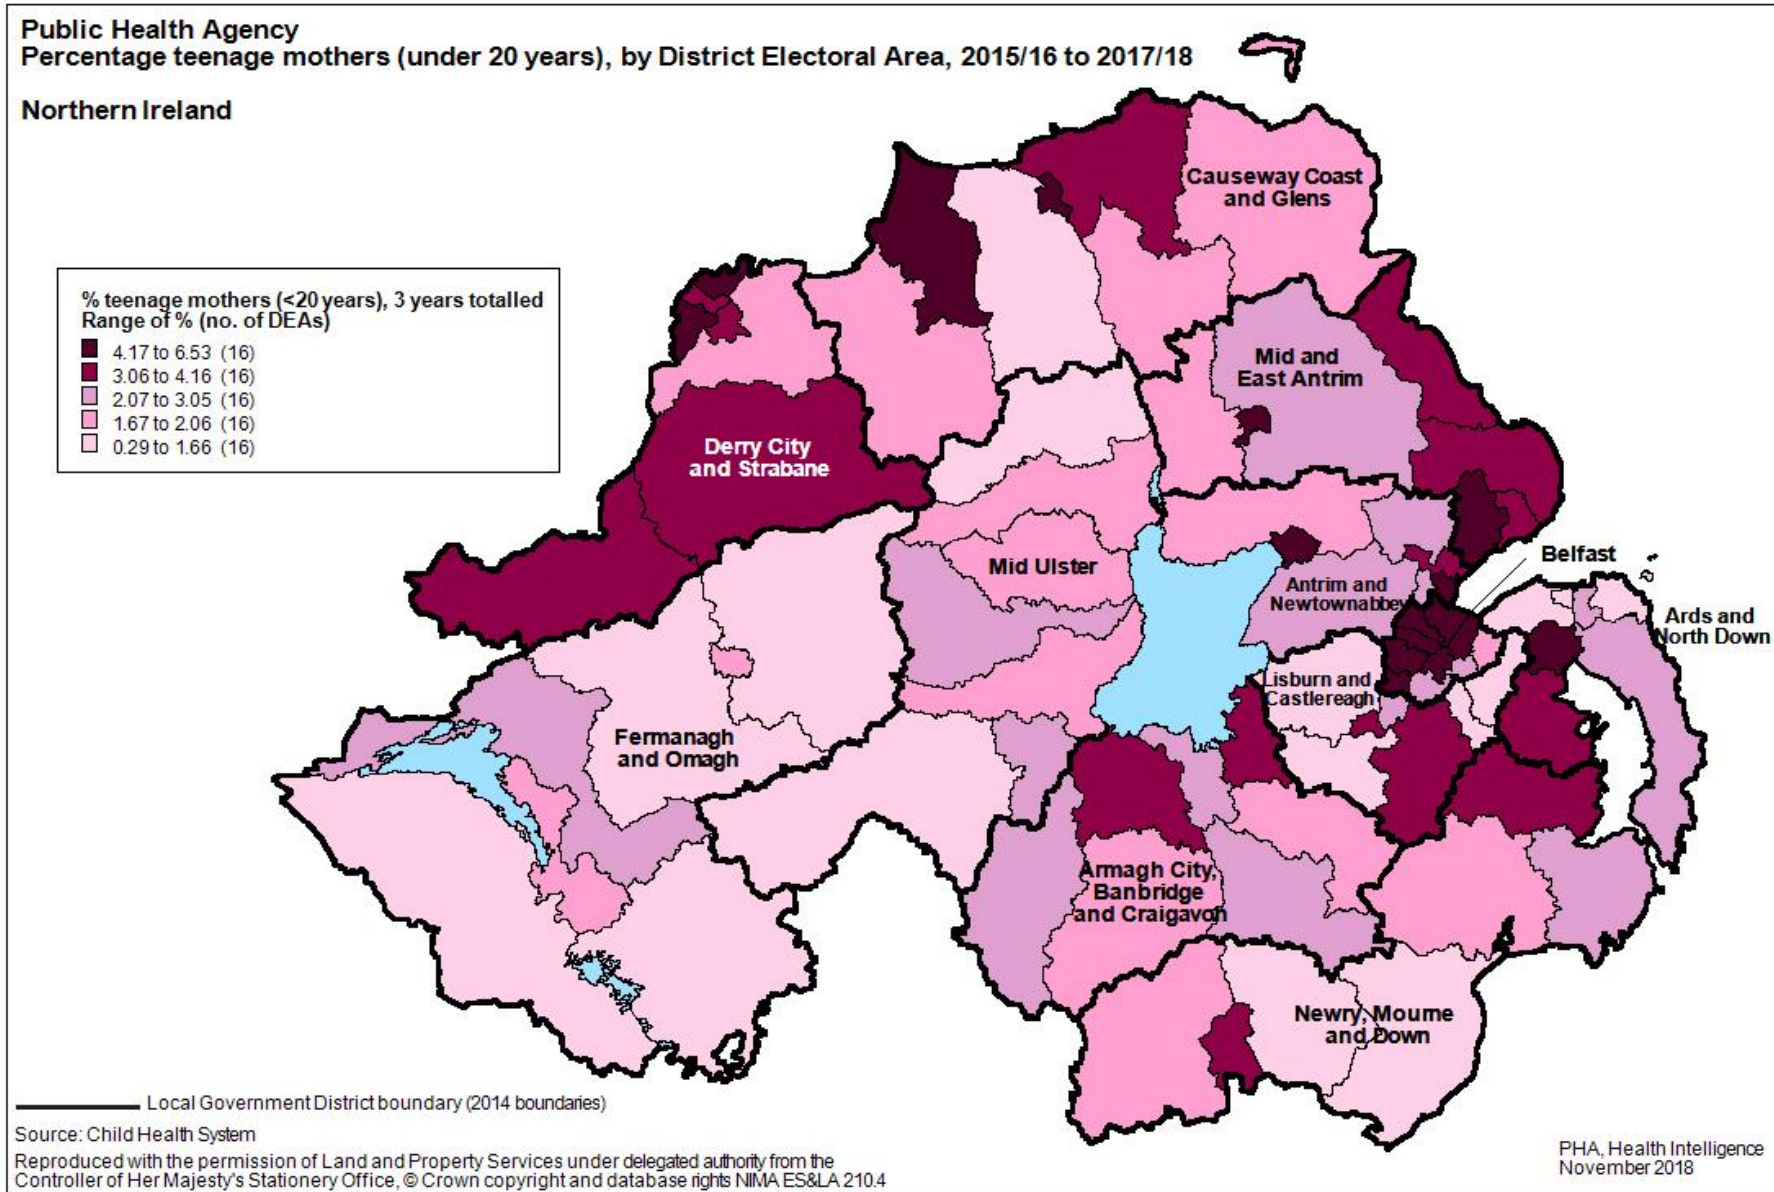 Public Health Agency
Percentage teenage mothers (under 20 years), by District Electoral Area, 2015/16 to 2017/18
Northern Ireland
% teenage mothers (<20 years), 3 years totalled
Range of % (no. of DEAs)
4.17 to 6.53 (16)
3.06 to 4.16 (16)
2.07 to 3.05 (16)
1.67 to 2.06 (16)
0.29 to 1.66 (16)
Causeway Coast
and Glens
Mid and
East Antrim
Derry City
and Strabane
Belfast
Mid Ulster
Antrim and
Newtownabbey
Ards and
North Down
Lisburn and
Castlereagh
Fermanagh
and Omagh
Armagh City,
Banbridge
and Craigavon
Newry, Mourne
and Down
Local Government District boundary (2014 boundaries)
Source: Child Health System
Reproduced with the permission of Land and Property Services under delegated authority from the
Controller of Her Majesty's Stationery Office, © Crown copyright and database rights NIMA ES&LA 210.4
PHA, Health Intelligence
November 2018